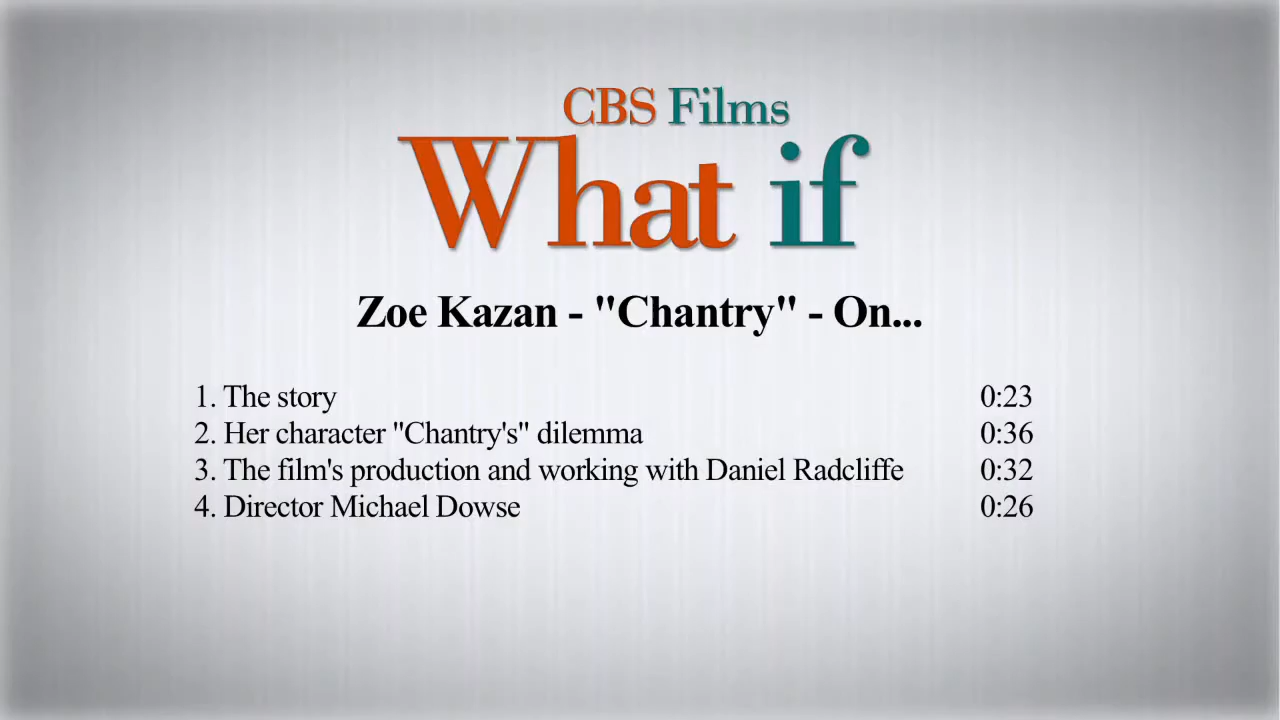 CBS Films
What if
Zoe Kazan - "Chantry" - On...
1. The story 0:23
2. Her character "Chantry's" dilemma 0:36
3. The film's production and working with Daniel Radcliffe 0:32
4. Director Michael Dowse 0:26